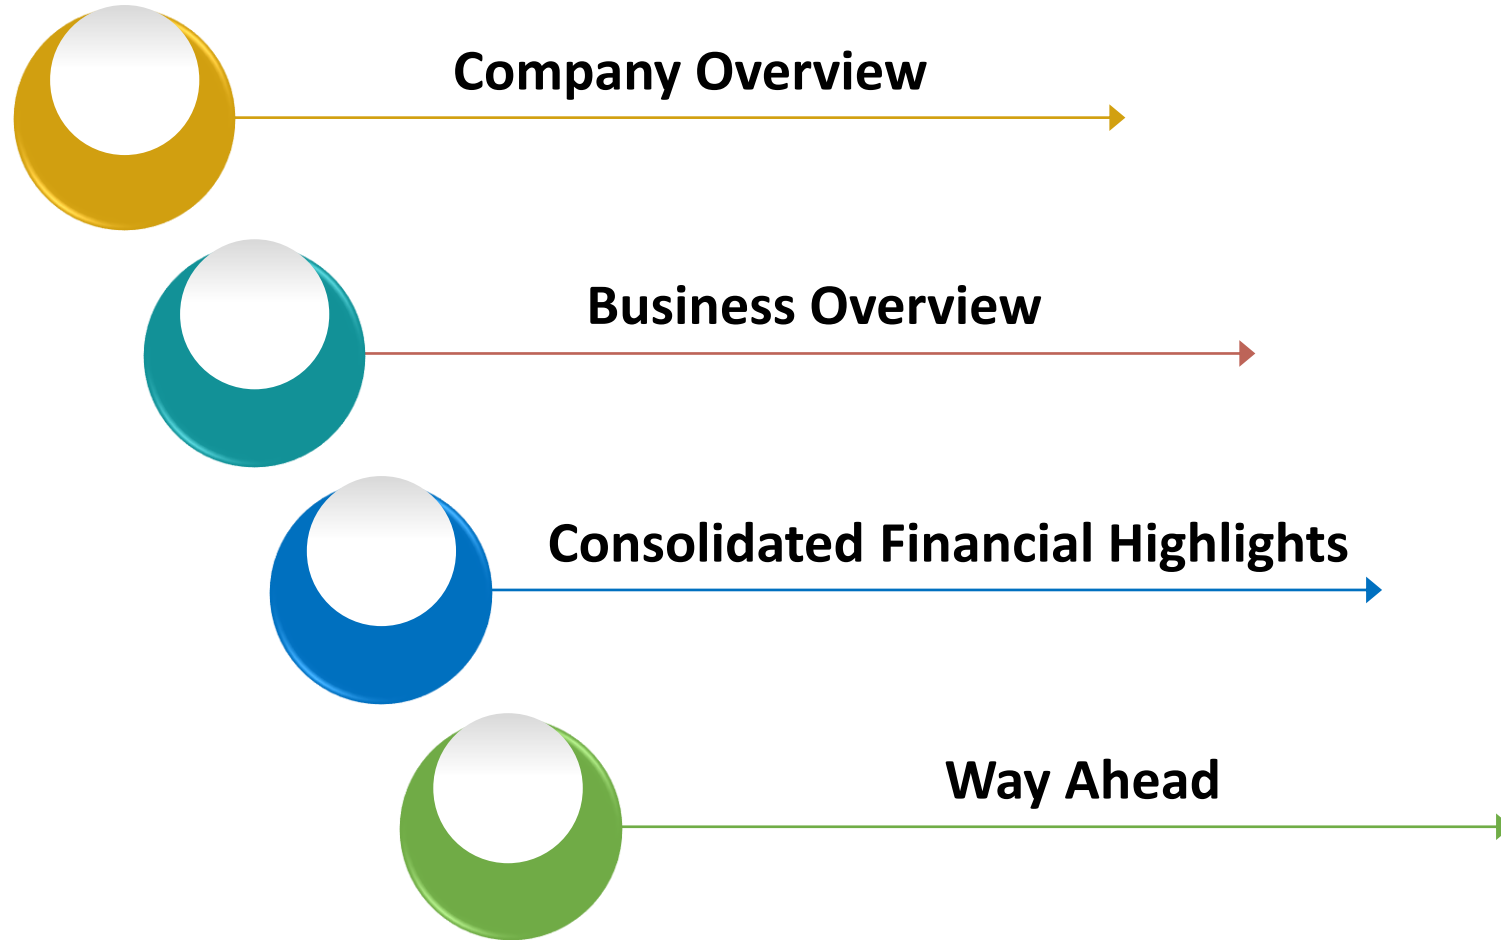 Company Overview
Business Overview
Consolidated Financial Highlights
Way Ahead